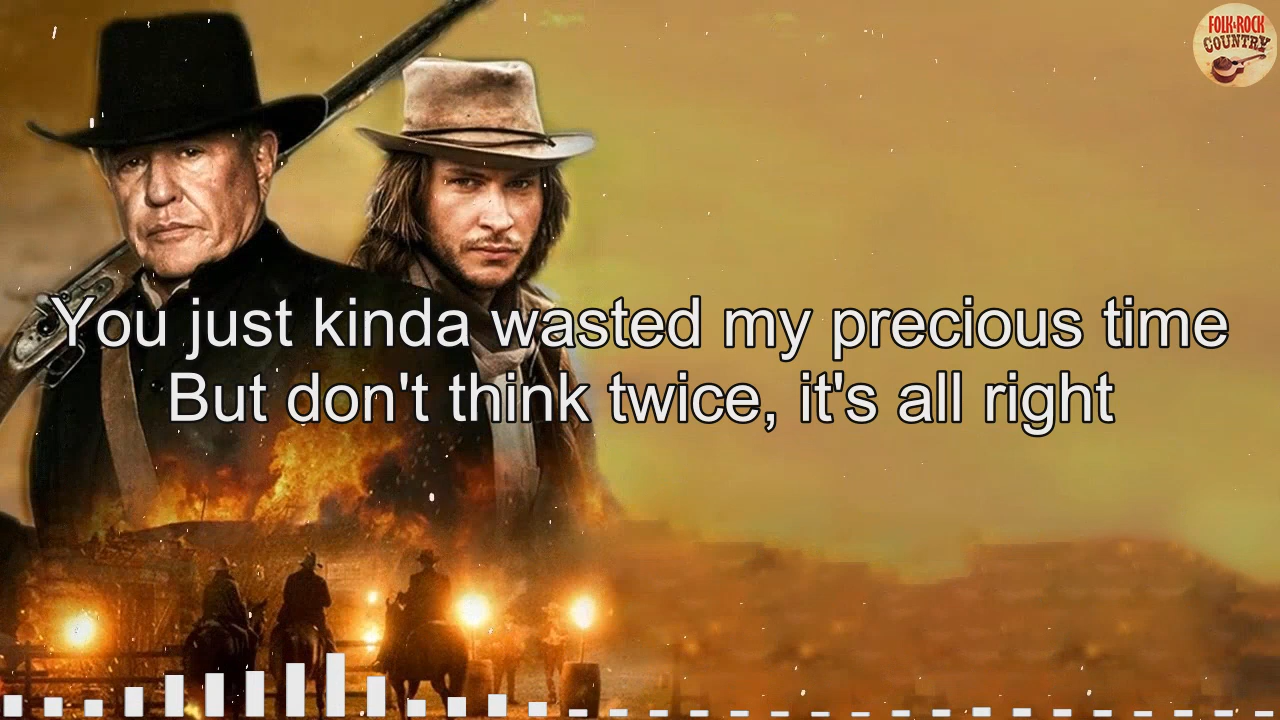 FOLK-ROCK
COUNTRY
You just kinda wasted my precious time
But don't think twice, it's all right